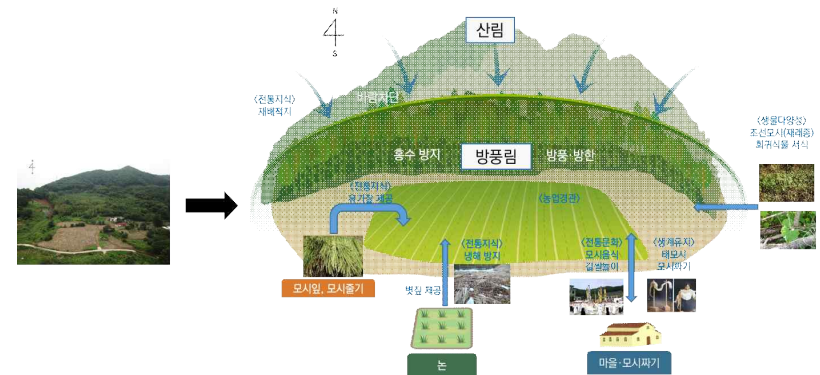 N
4
S
산림
바람차단
<전통지식>
재배적지
<생물다양성>
조선모시(재래종)
희귀식물 서식
홍수 방지
방풍림
방풍·방한
<전통지식>
유기질 제공
<농업경관>
<전통지식>
냉해 방지
<전통문화>
모시음식
길쌈놀이
<생계유지>
태모시
모시짜기
모시잎, 모시줄기
볏짚 제공
논
마을·모시짜기